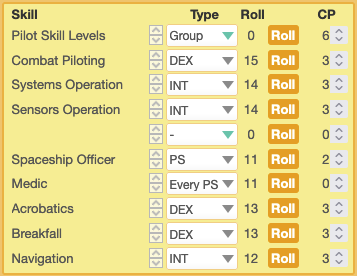 Skill Type Roll CP
Pilot Skill Levels Group 0 Roll 6
Combat Piloting DEX 15 Roll 3
Systems Operation INT 14 Roll 3
Sensors Operation INT 14 Roll 3
- 0 Roll 0
Spaceship Officer PS 11 Roll 2
Medic Every PS 11 Roll 0
Acrobatics DEX 13 Roll 3
Breakfall DEX 13 Roll 3
Navigation INT 12 Roll 3